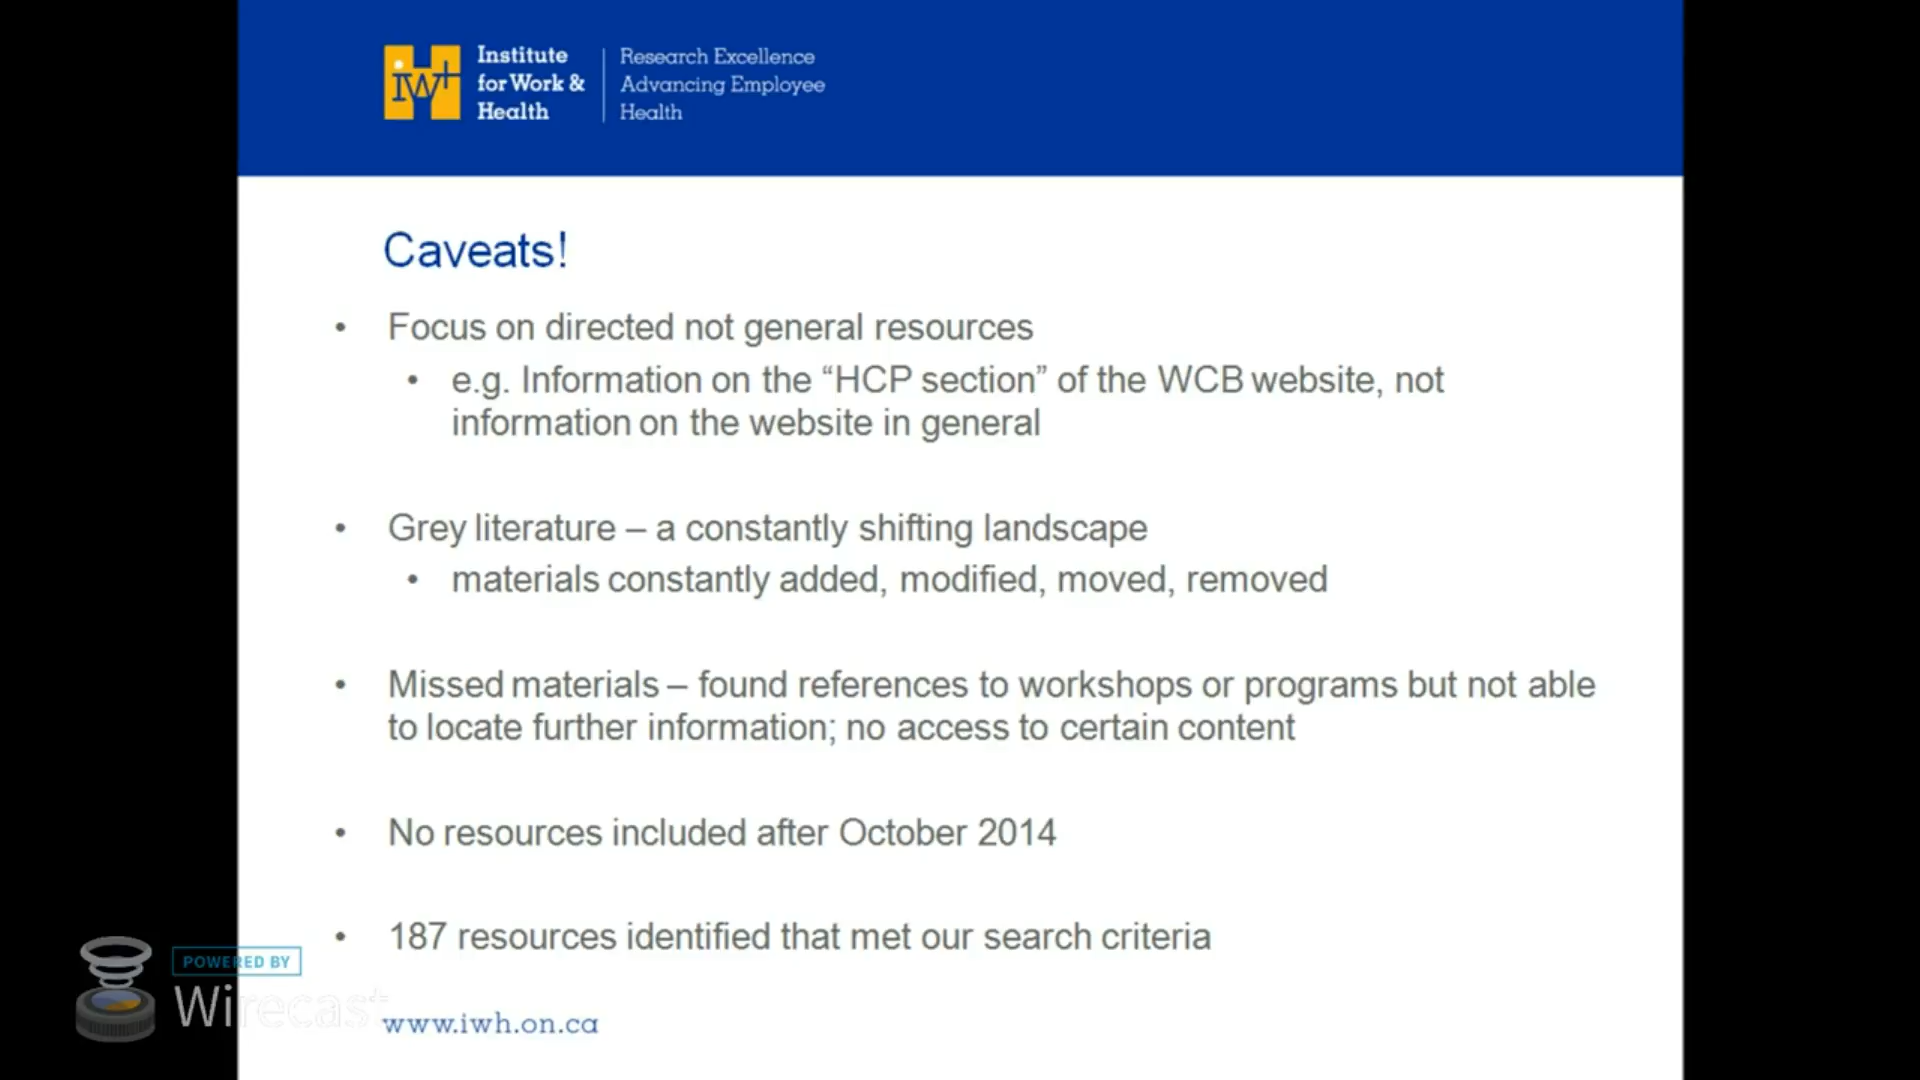 iw+
Institute
for Work &
Health
Research Excellence
Advancing Employee
Health
Caveats!
• Focus on directed not general resources
• e.g. Information on the “HCP section” of the WCB website, not
information on the website in general
• Grey literature – a constantly shifting landscape
• materials constantly added, modified, moved, removed
• Missed materials – found references to workshops or programs but not able
to locate further information; no access to certain content
• No resources included after October 2014
• 187 resources identified that met our search criteria
POWERED BY
Wirecast
www.iwh.on.ca